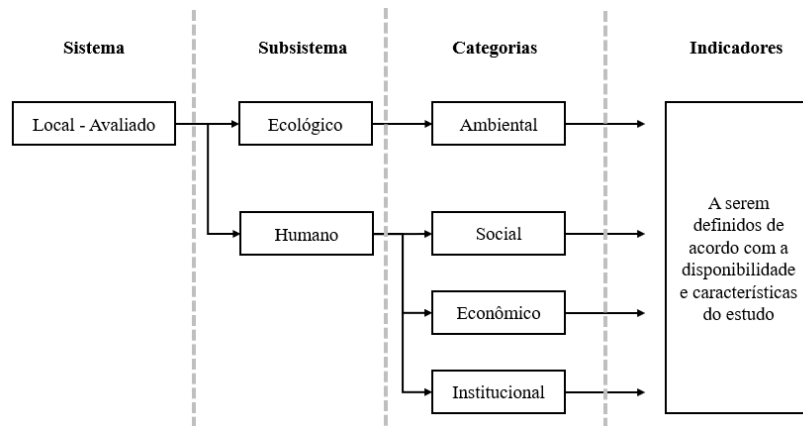 Sistema
Subsistema
Categorias
Indicadores
Local - Avaliado
Ecológico
Ambiental
Humano
Social
Econômico
Institucional
A serem
definidos de
acordo com a
disponibilidade
e características
do estudo